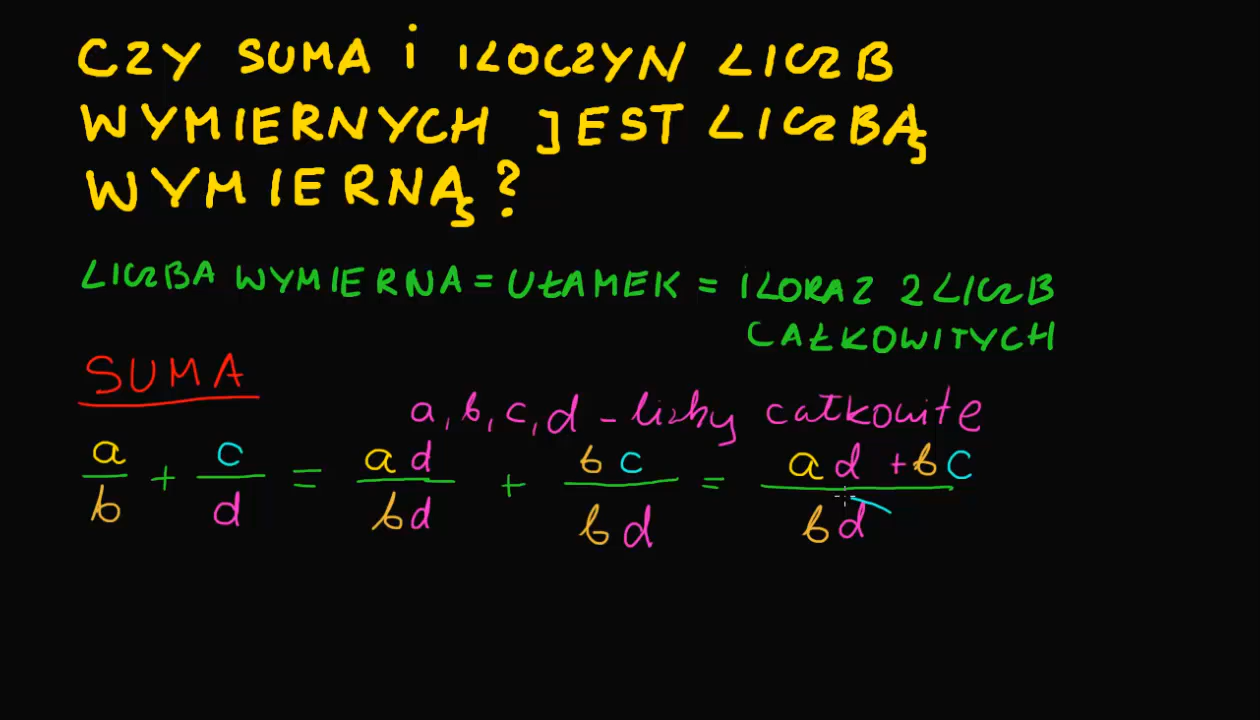 CZY SUMA i ILOCZYN LICZB
WYMIERNYCH JEST LICZBĄ
WYMIERNĄ?
LICZBA WYMIERNA = UŁAMEK = ILORAZ 2 LICZB
CAŁKOWITYCH
SUMA
a, b, c, d - liczby całkowite
a/b + c/d = ad/bd + bc/bd = ad + bc/bd